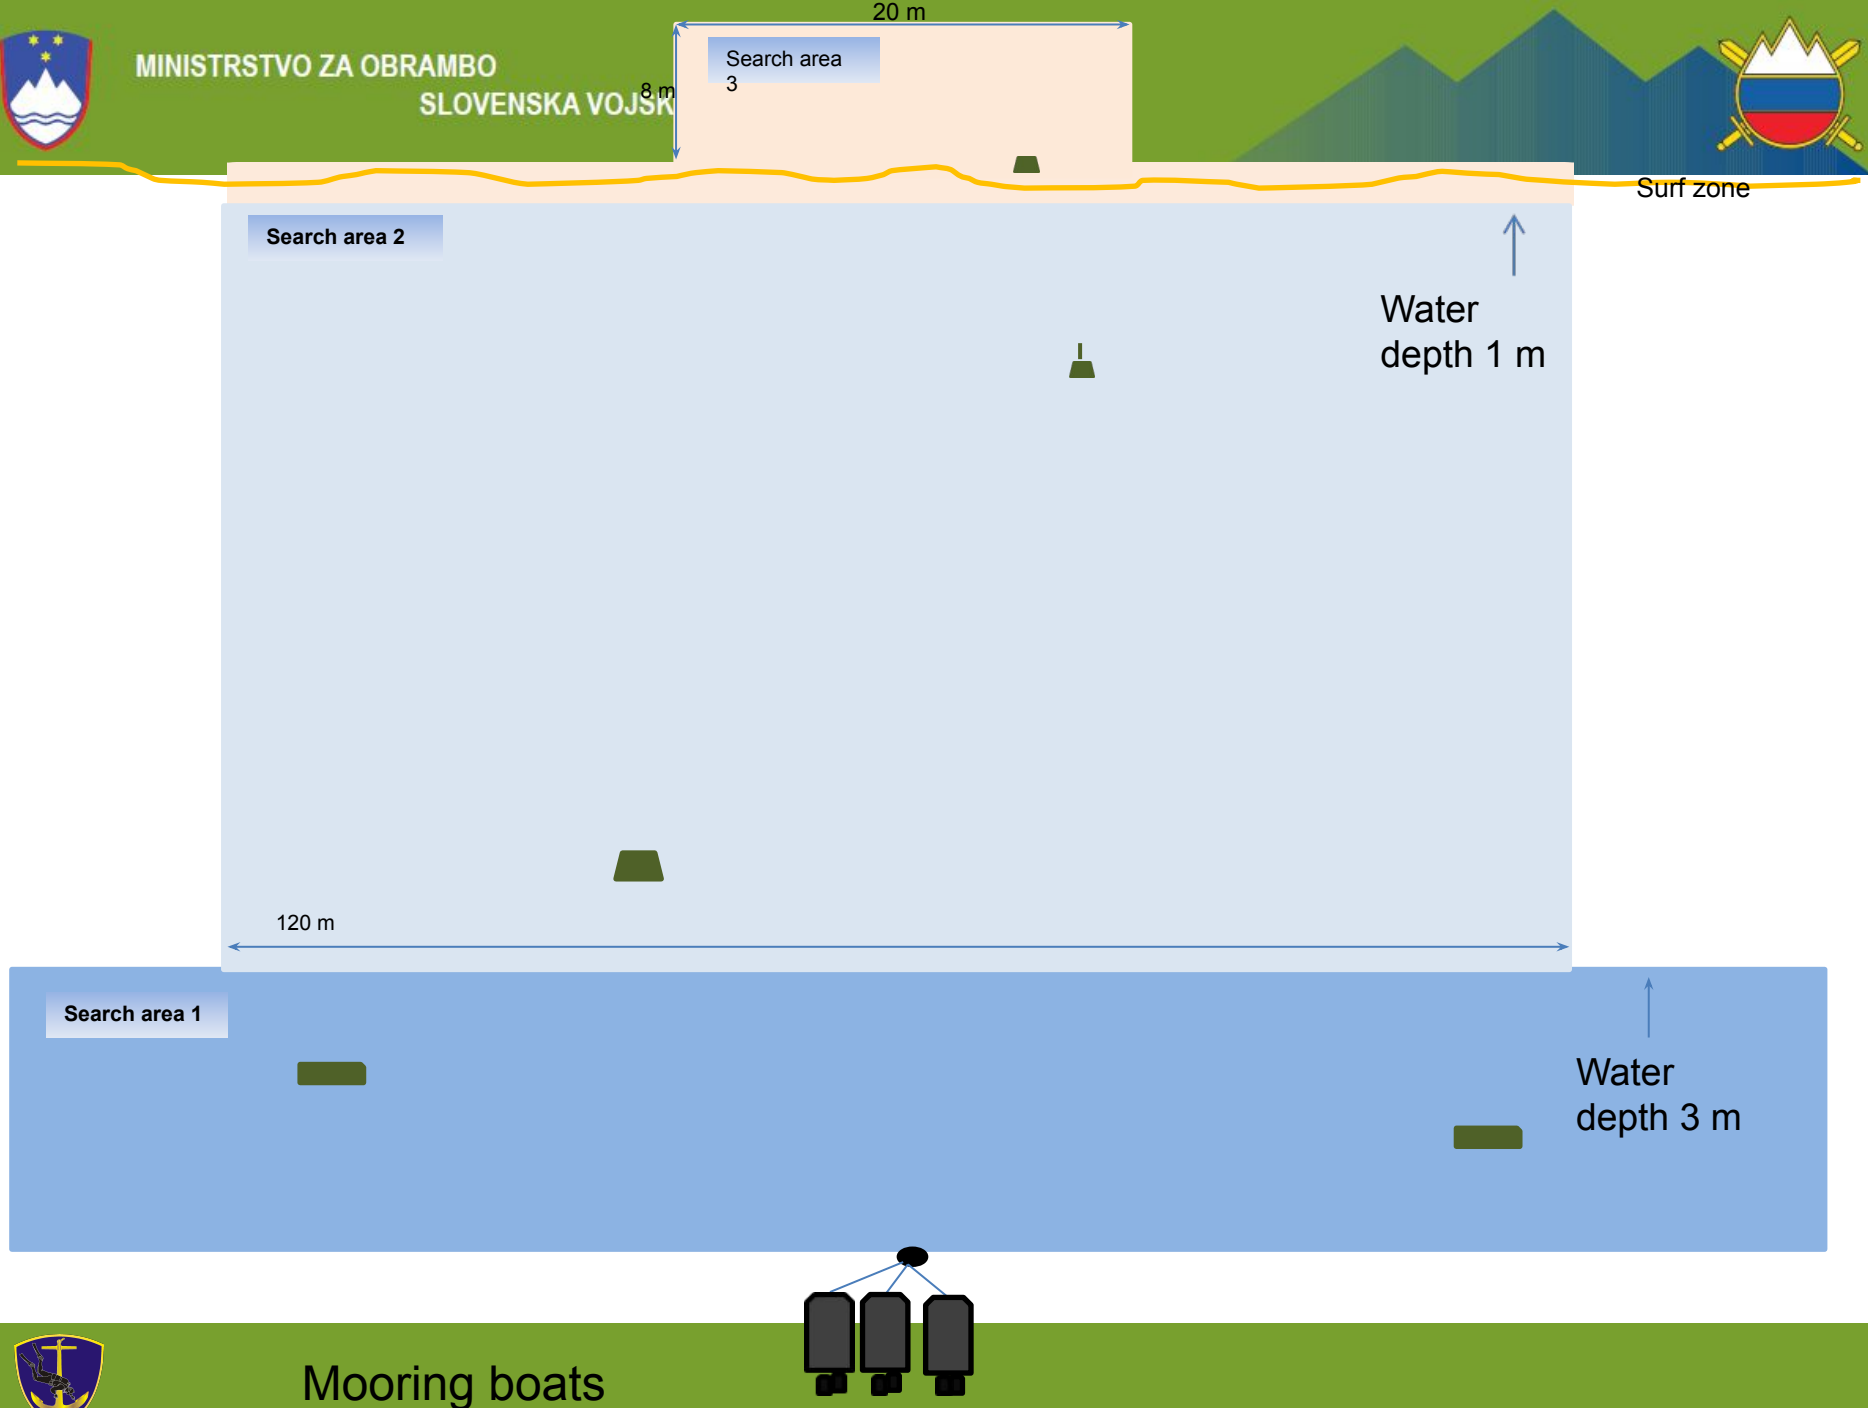 20 m
MINISTRSTVO ZA OBRAMBO
SLOVENSKA VOJSK
8 m
Search area
3
Surf zone
Search area 2
Water
depth 1 m
120 m
Search area 1
Water
depth 3 m
Mooring boats